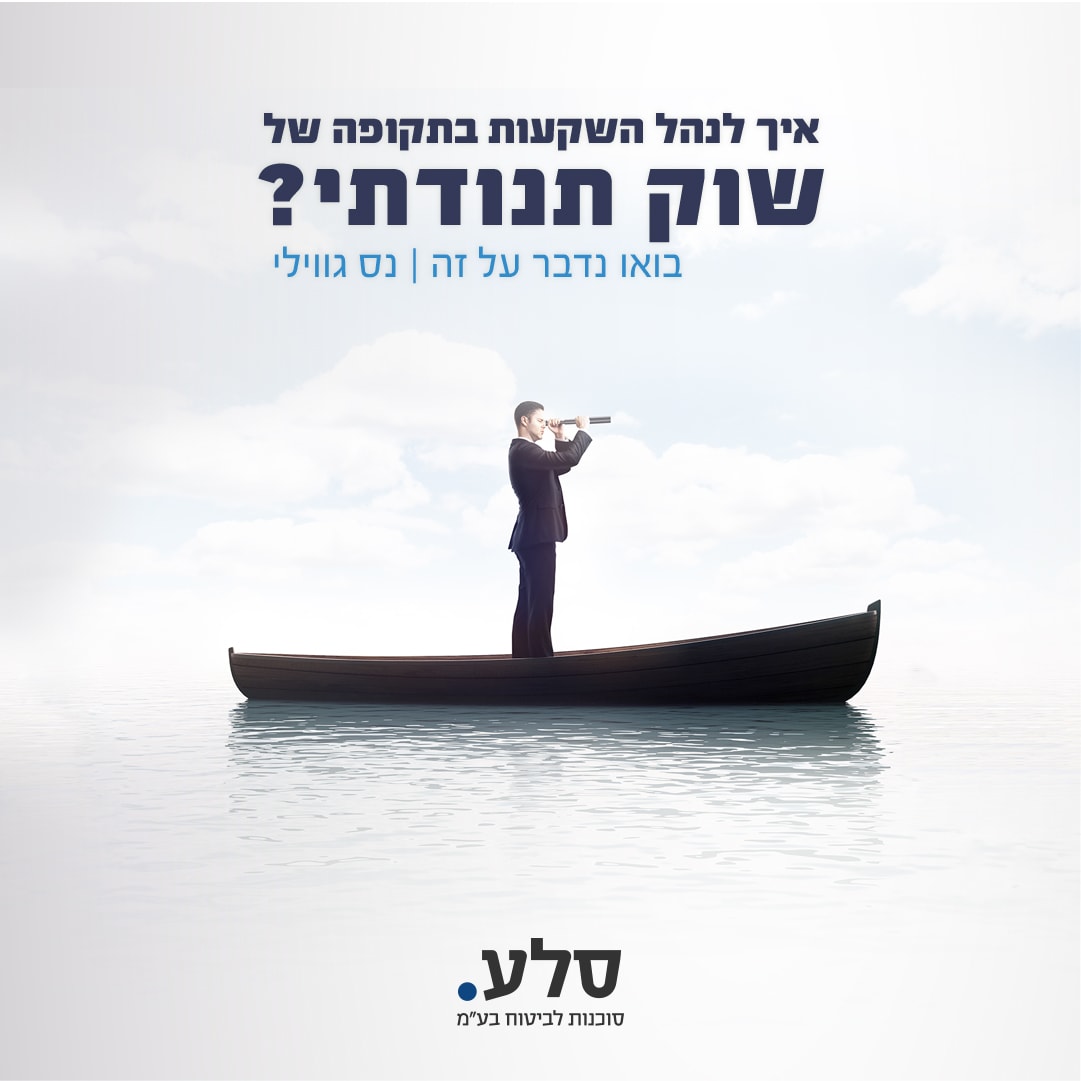 איך לנהל השקעות בתקופה של
שוק תנודתי?
בואו נדבר על זה | נס גווילי
סלע.
סוכנות לביטוח בע"מ